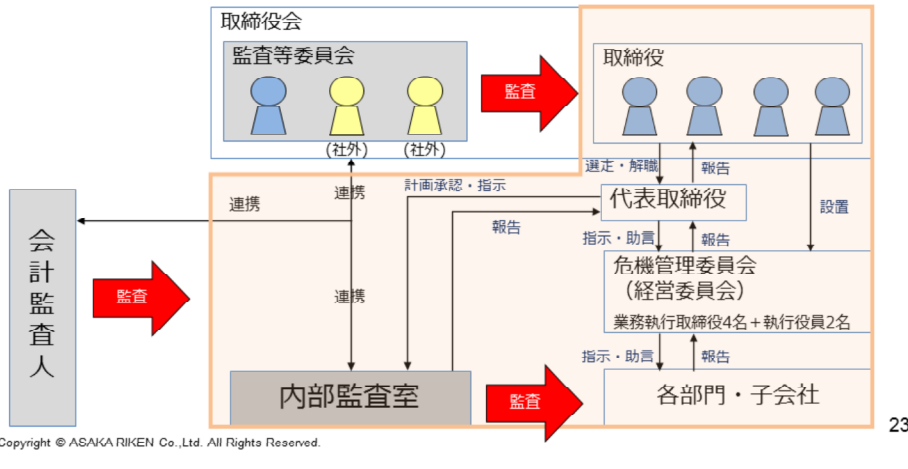 取締役会
監査等委員会
(社外)
(社外)
監査
取締役
選走・解職
報告
連携
連携
計画承認・指示
報告
代表取締役
設置
指示・助言
報告
会計監査人
監査
連携
危機管理委員会
（経営委員会）
業務執行取締役4名＋執行役員2名
指示・助言
報告
内部監査室
監査
各部門・子会社
23
Copyright © ASAKA RIKEN Co.,Ltd. All Rights Reserved.